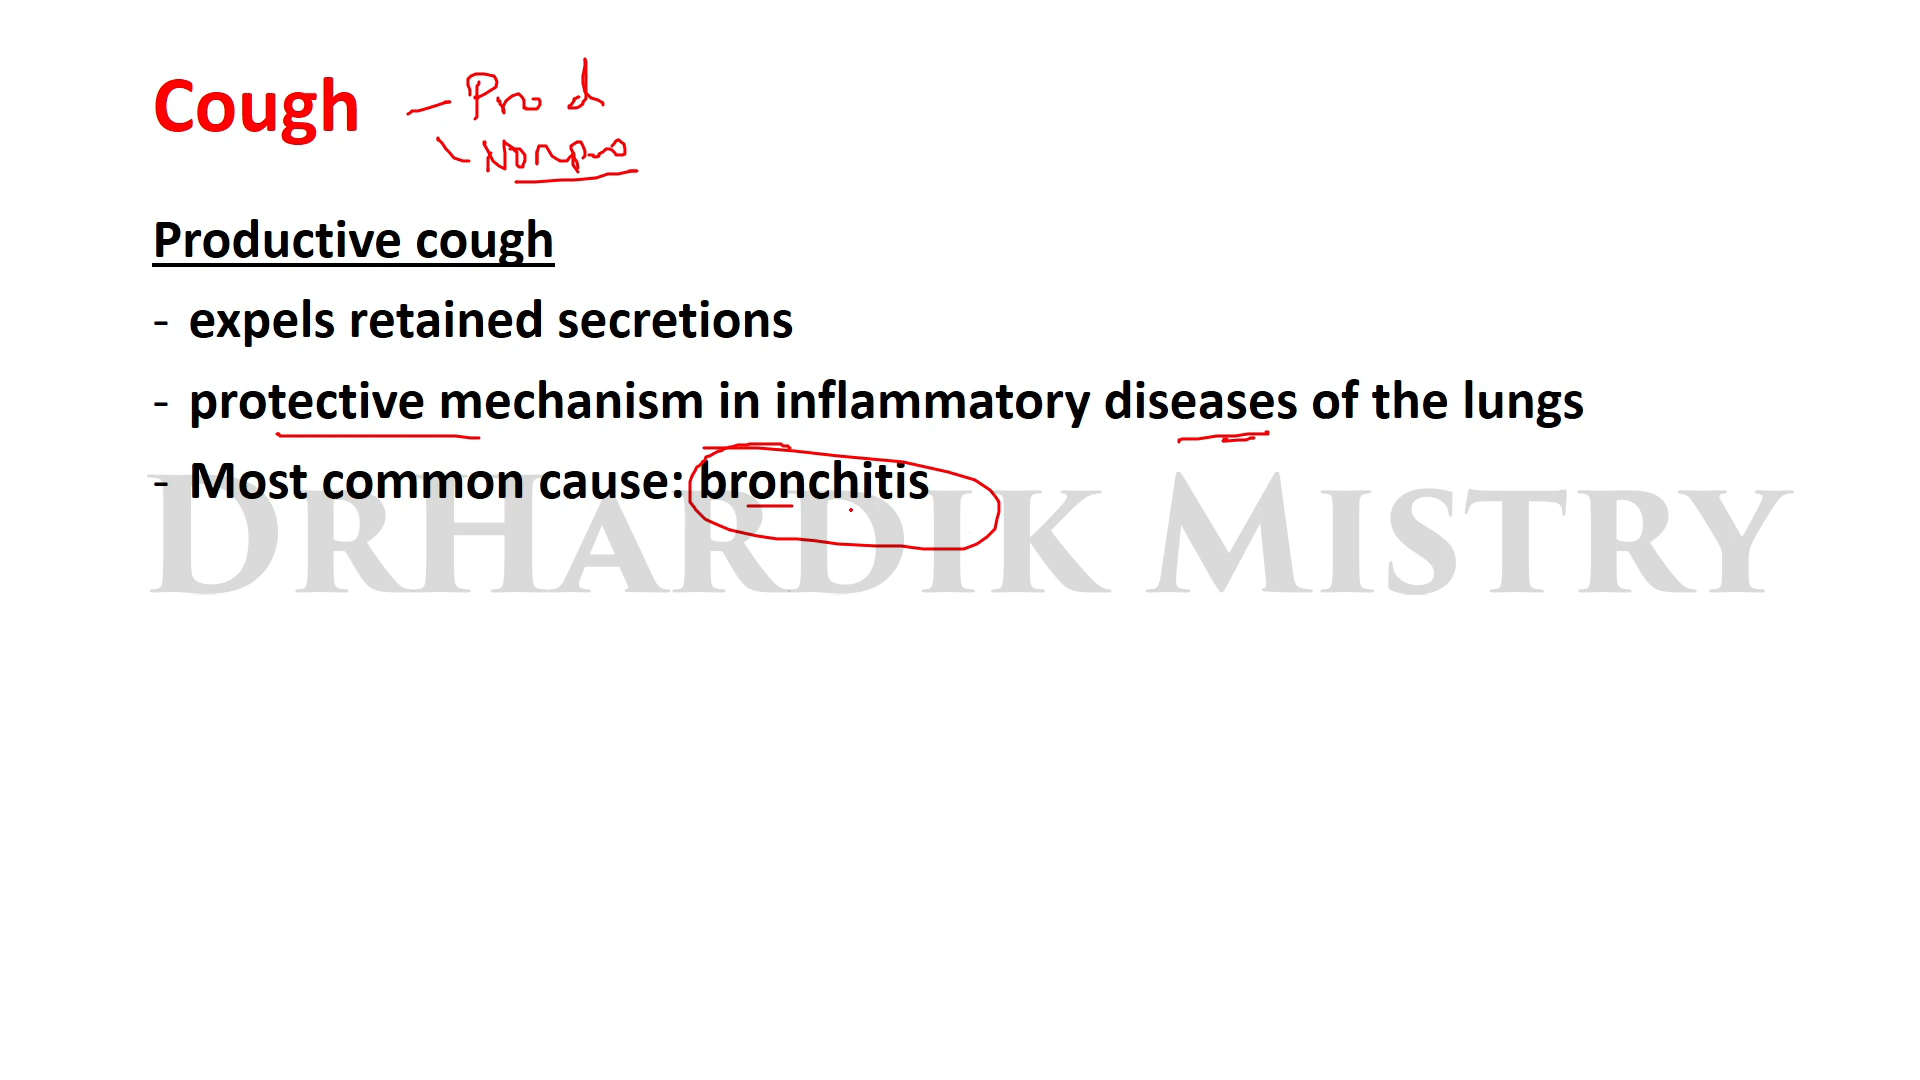 Cough
- Prod
- Nonpro
Productive cough
- expels retained secretions
- protective mechanism in inflammatory diseases of the lungs
- Most common cause: bronchitis
DrHardik Mistry